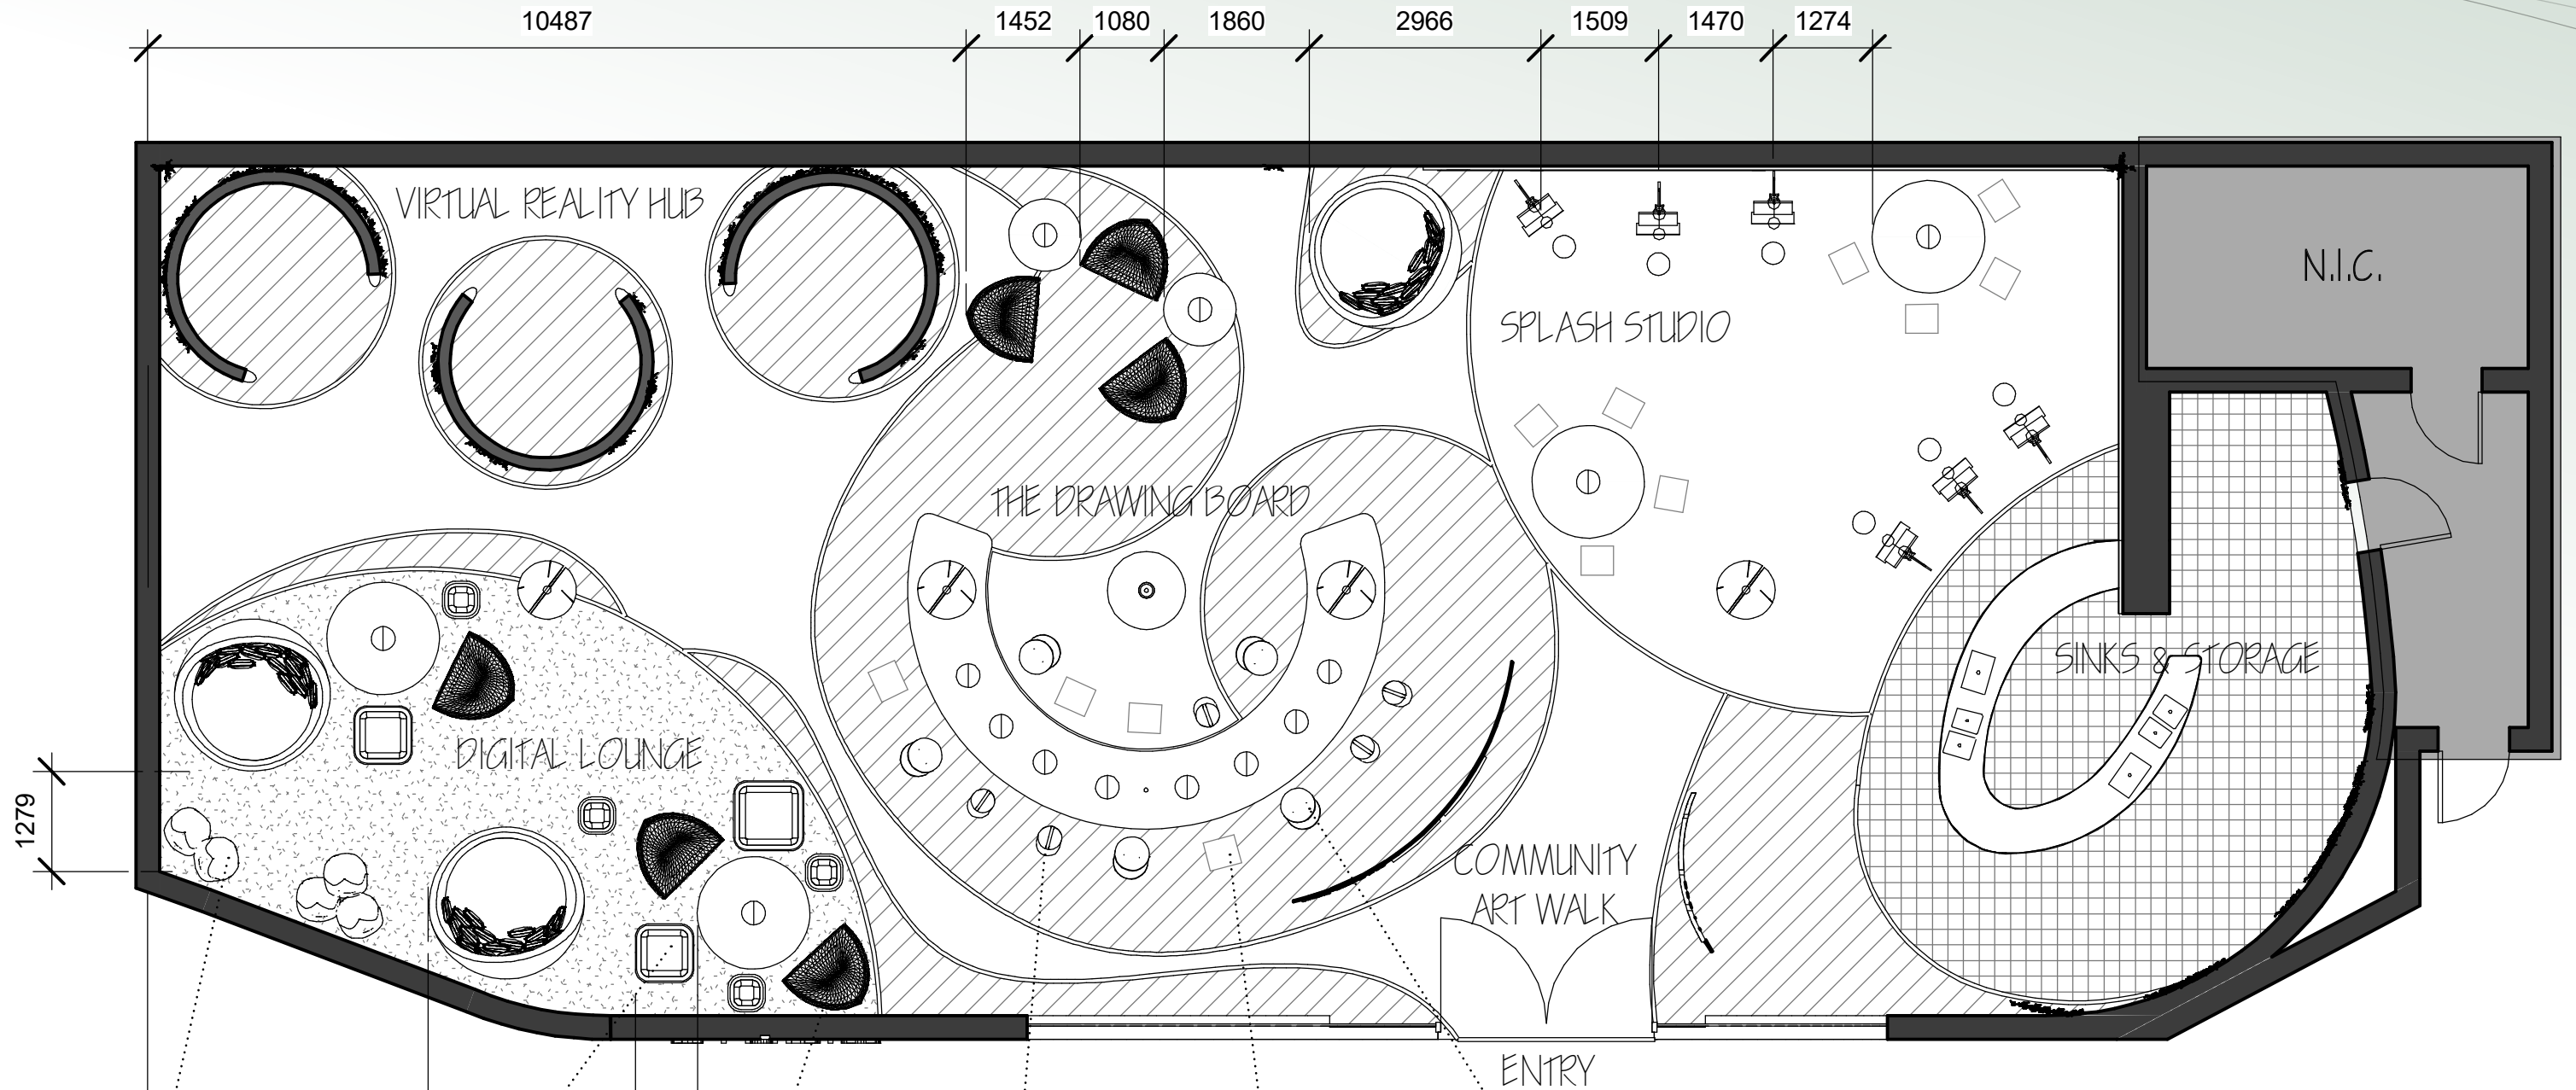 10487 1452 1080 1860 2966 1509 1470 1274
VIRTUAL REALITY HUB
N.I.C.
SPLASH STUDIO
THE DRAWING BOARD
SINKS & STORAGE
DIGITAL LOUNGE
1279
COMMUNITY
ART WALK
ENTRY